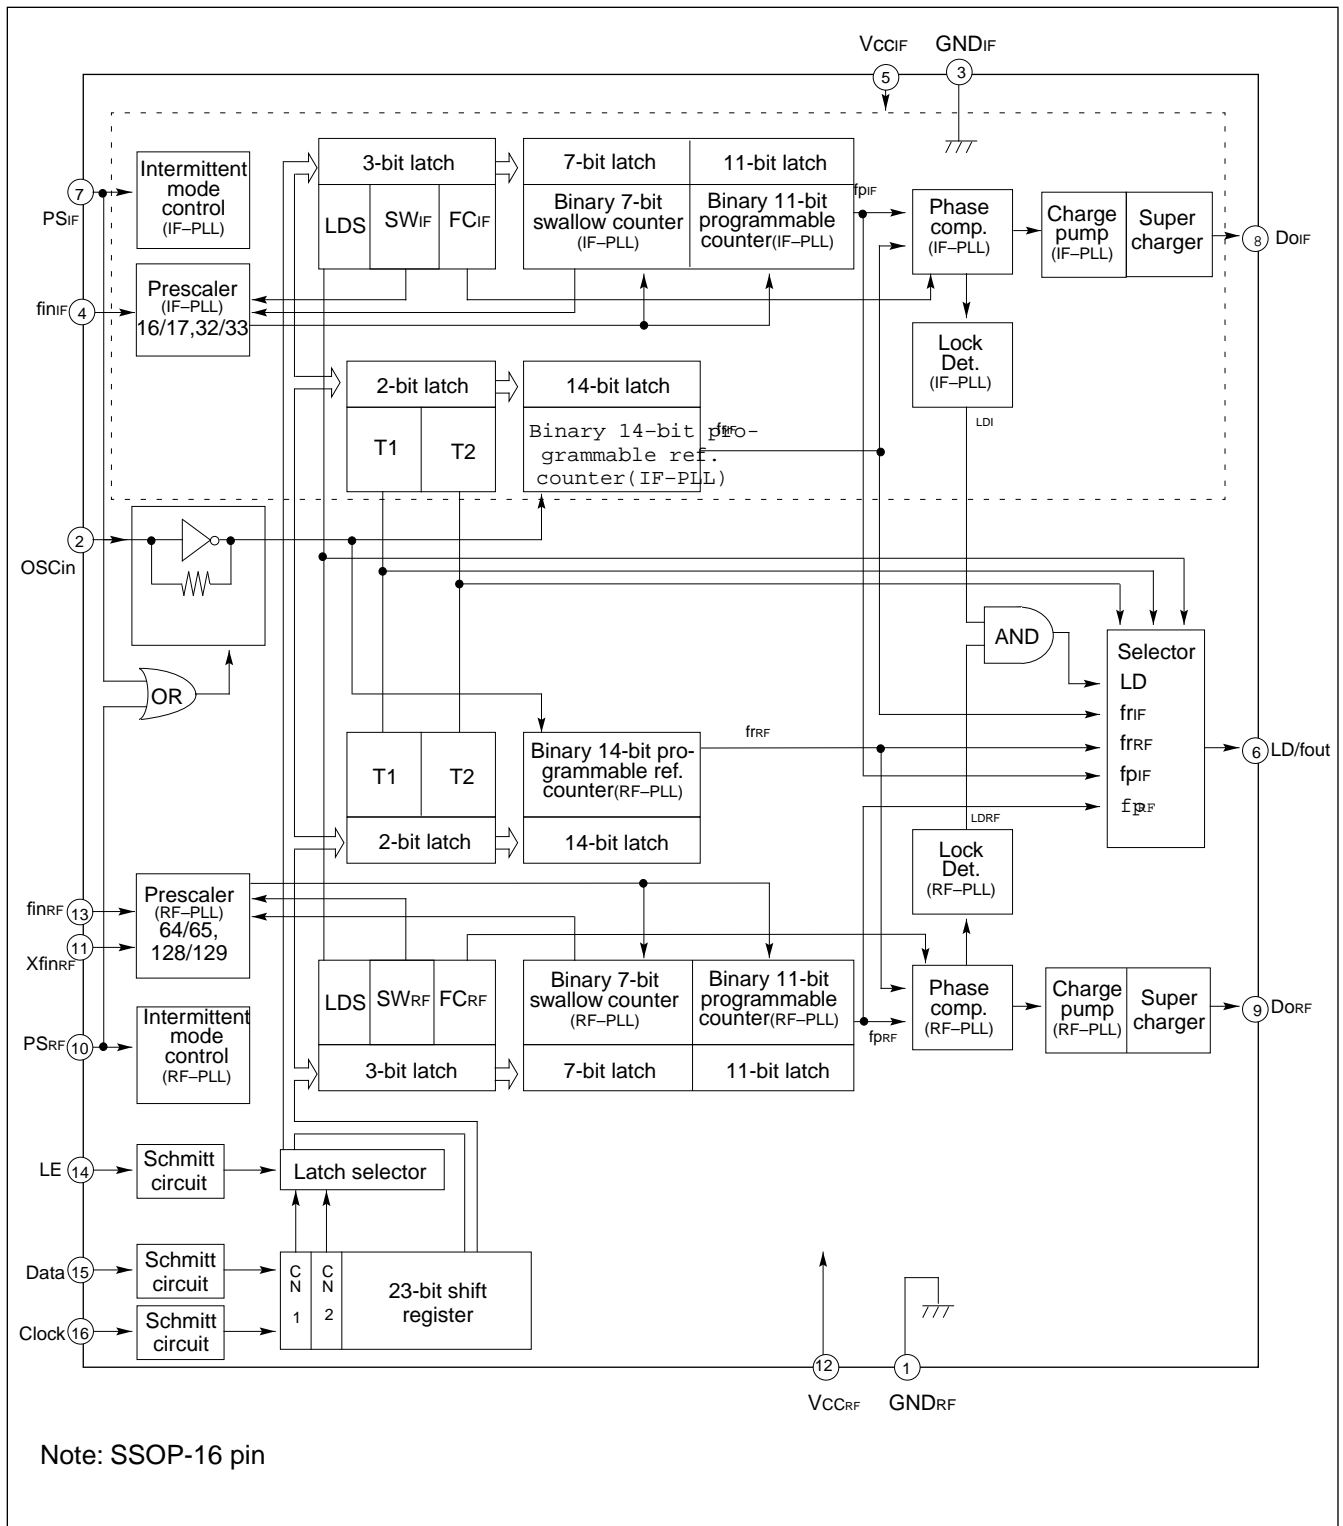 VCCIF
GNDIF
5
3
Intermittent
mode
control
(IF–PLL)
7
PSIF
3-bit latch
LDS
SWIF
FCIF
7-bit latch
11-bit latch
Binary 7-bit
swallow counter
(IF–PLL)
Binary 11-bit
programmable
counter(IF–PLL)
fpIF
Phase
comp.
(IF–PLL)
Charge
pump
(IF–PLL)
Super
charger
8
DoIF
finIF
4
Prescaler
(IF–PLL)
16/17,32/33
Lock
Det.
(IF–PLL)
LDI
2-bit latch
T1
T2
14-bit latch
Binary 14–bit pro–
grammable ref.
counter(IF–PLL)
frIF
2
OSCin
OR
AND
Selector
LD
frIF
frRF
fpIF
fpRF
6
LD/fout
T1
T2
2-bit latch
Binary 14-bit pro-
grammable ref.
counter(RF–PLL)
14-bit latch
frRF
LDRF
Lock
Det.
(RF–PLL)
finRF
13
11
XfinRF
Prescaler
(RF–PLL)
64/65,
128/129
LDS
SWRF
FCRF
3-bit latch
Binary 7-bit
swallow counter
(RF–PLL)
Binary 11-bit
programmable
counter(RF–PLL)
7-bit latch
11-bit latch
fpRF
Phase
comp.
(RF–PLL)
Charge
pump
(RF–PLL)
Super
charger
9
DoRF
PSRF
10
Intermittent
mode
control
(RF–PLL)
LE
14
Schmitt
circuit
Latch selector
Data
15
Schmitt
circuit
Clock
16
Schmitt
circuit
C
N
1
C
N
2
23-bit shift
register
12
1
VCCRF
GNDRF
Note: SSOP-16 pin